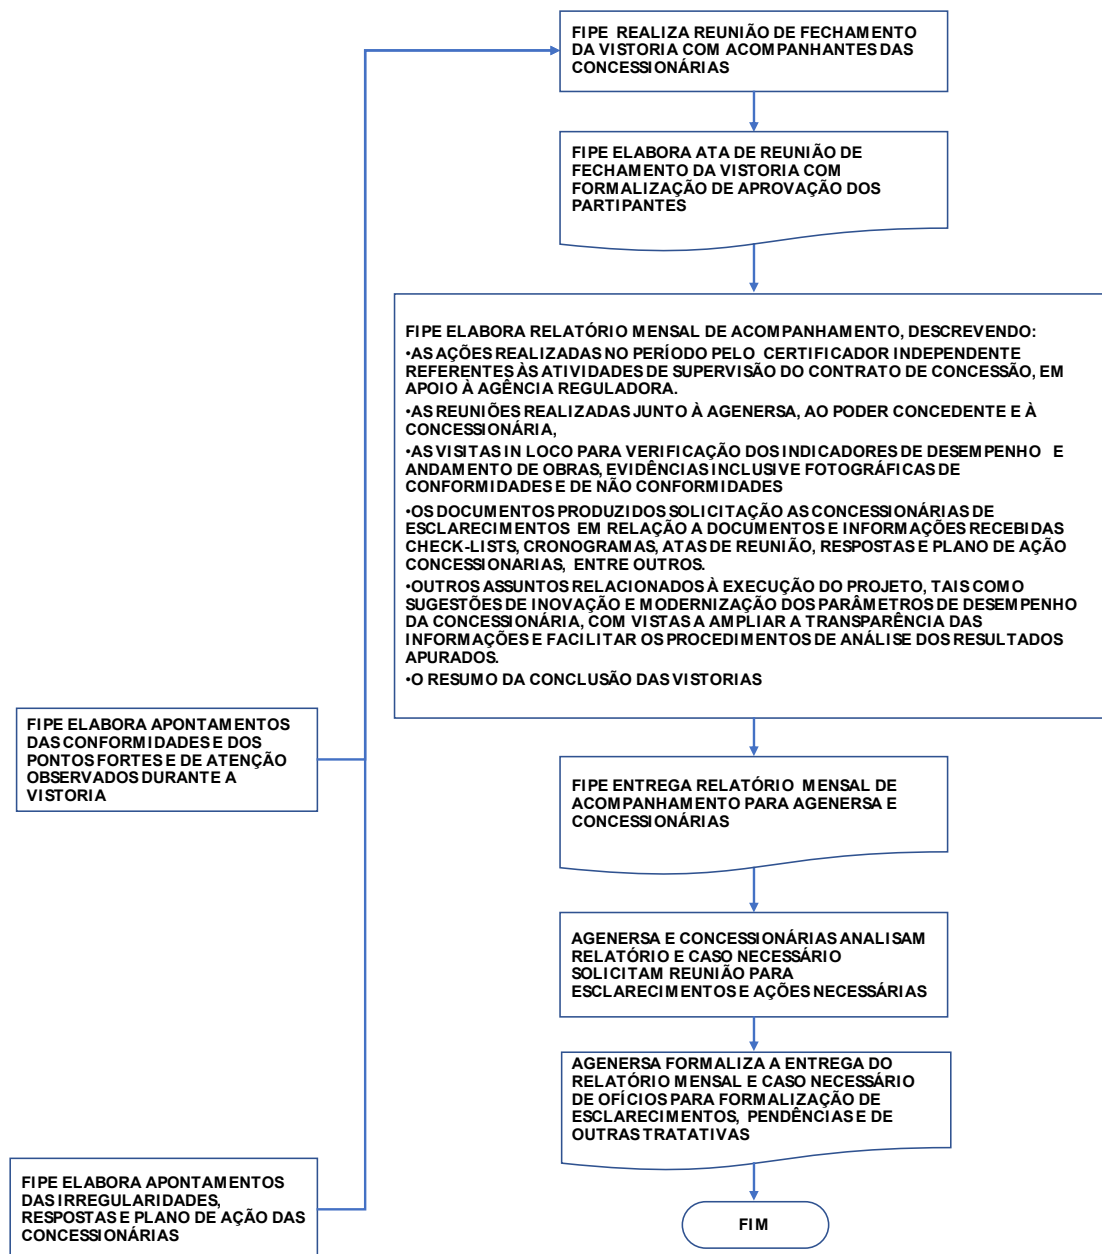 FIPE REALIZA REUNIÃO DE FECHAMENTO
DA VISTORIA COM ACOMPANHANTES DAS
CONCESSIONÁRIAS
FIPE ELABORA ATA DE REUNIÃO DE
FECHAMENTO DA VISTORIA COM
FORMALIZAÇÃO DE APROVAÇÃO DOS
PARTIPANTES
FIPE ELABORA RELATÓRIO MENSAL DE ACOMPANHAMENTO, DESCREVENDO:
•AS AÇÕES REALIZADAS NO PERÍODO PELO CERTIFICADOR INDEPENDENTE
REFERENTES ÀS ATIVIDADES DE SUPERVISÃO DO CONTRATO DE CONCESSÃO, EM
APOIO À AGÊNCIA REGULADORA.
•AS REUNIÕES REALIZADAS JUNTO À AGENERSA, AO PODER CONCEDENTE E À
CONCESSIONÁRIA,
•AS VISITAS IN LOCO PARA VERIFICAÇÃO DOS INDICADORES DE DESEMPENHO E
ANDAMENTO DE OBRAS, EVIDÊNCIAS INCLUSIVE FOTOGRÁFICAS DE
CONFORMIDADES E DE NÃO CONFORMIDADES
•OS DOCUMENTOS PRODUZIDOS SOLICITAÇÃO AS CONCESSIONÁRIAS DE
ESCLARECIMENTOS EM RELAÇÃO A DOCUMENTOS E INFORMAÇÕES RECEBIDAS
CHECK-LISTS, CRONOGRAMAS, ATAS DE REUNIÃO, RESPOSTAS E PLANO DE AÇÃO
CONCESSIONARIAS, ENTRE OUTROS.
•OUTROS ASSUNTOS RELACIONADOS À EXECUÇÃO DO PROJETO, TAIS COMO
SUGESTÕES DE INOVAÇÃO E MODERNIZAÇÃO DOS PARÂMETROS DE DESEMPENHO
DA CONCESSIONÁRIA, COM VISTAS A AMPLIAR A TRANSPARÊNCIA DAS
INFORMAÇÕES E FACILITAR OS PROCEDIMENTOS DE ANÁLISE DOS RESULTADOS
APURADOS.
•O RESUMO DA CONCLUSÃO DAS VISTORIAS
FIPE ELABORA APONTAMENTOS
DAS CONFORMIDADES E DOS
PONTOS FORTES E DE ATENÇÃO
OBSERVADOS DURANTE A
VISTORIA
FIPE ENTREGA RELATÓRIO MENSAL DE
ACOMPANHAMENTO PARA AGENERSA E
CONCESSIONÁRIAS
AGENERSA E CONCESSIONÁRIAS ANALISAM
RELATÓRIO E CASO NECESSÁRIO
SOLICITAM REUNIÃO PARA
ESCLARECIMENTOS E AÇÕES NECESSÁRIAS
AGENERSA FORMALIZA A ENTREGA DO
RELATÓRIO MENSAL E CASO NECESSÁRIO
DE OFÍCIOS PARA FORMALIZAÇÃO DE
ESCLARECIMENTOS, PENDÊNCIAS E DE
OUTRAS TRATATIVAS
FIPE ELABORA APONTAMENTOS
DAS IRREGULARIDADES,
RESPOSTAS E PLANO DE AÇÃO DAS
CONCESSIONÁRIAS
FIM